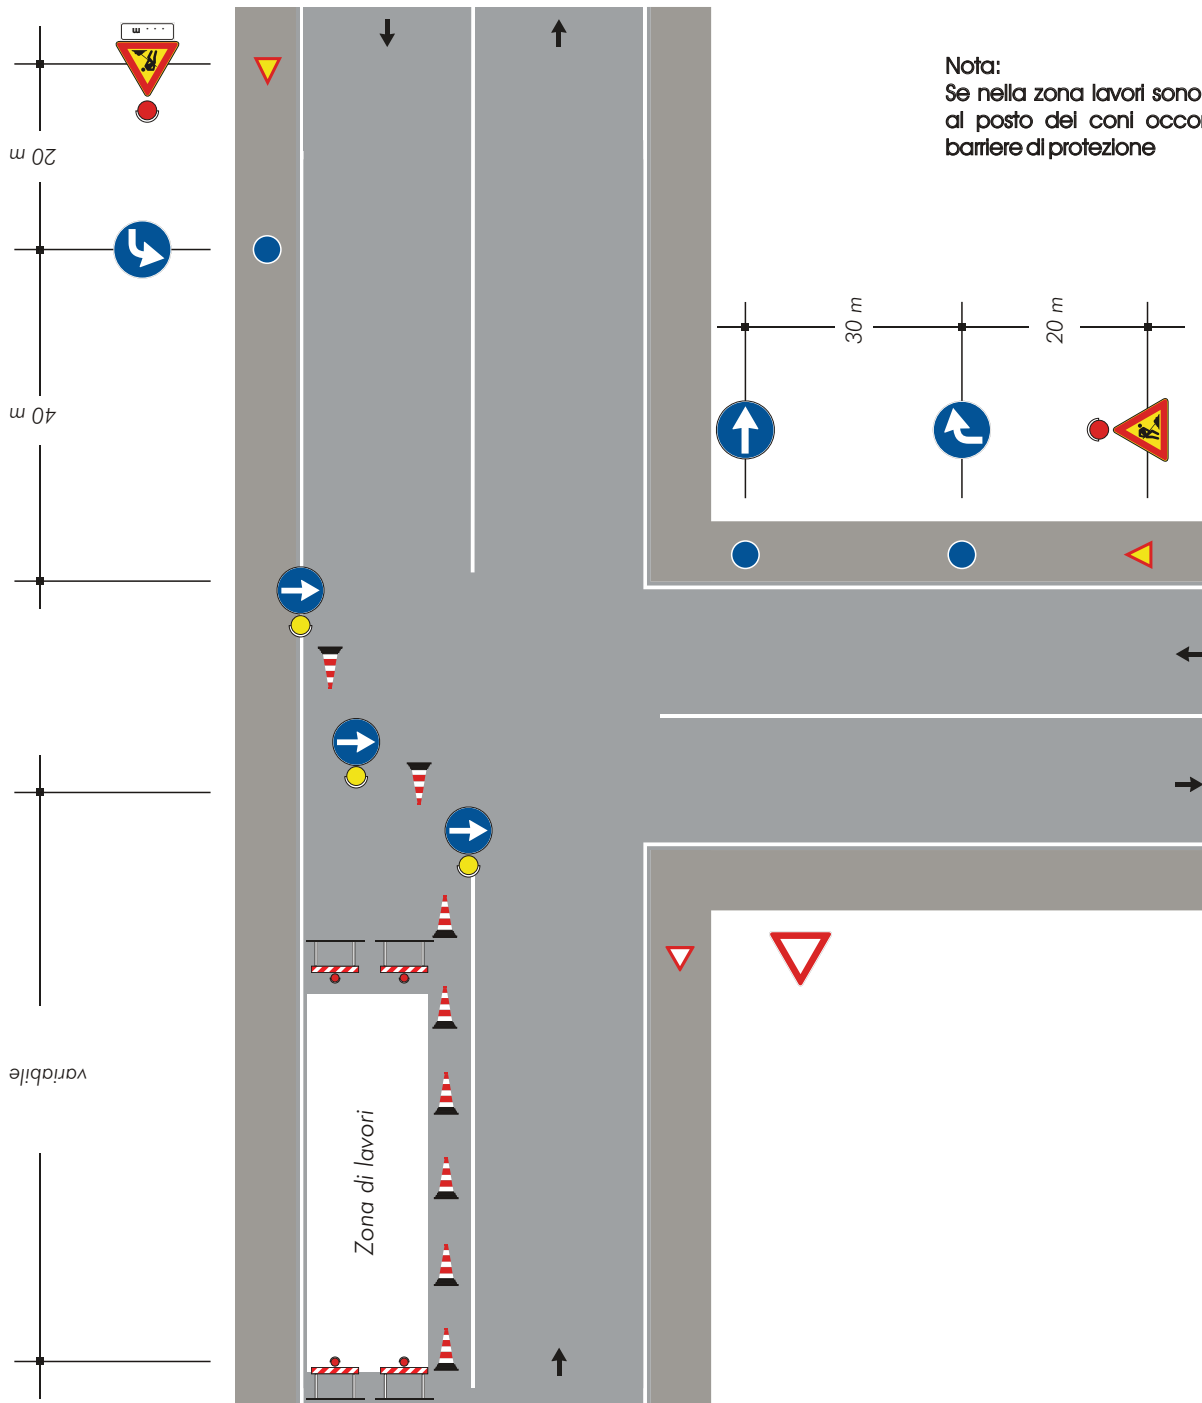 Nota:
Se nella zona lavori sono
al posto dei coni
barriere di protezione
20 m
40 m
30 m
20 m
variabile
Zona di lavori